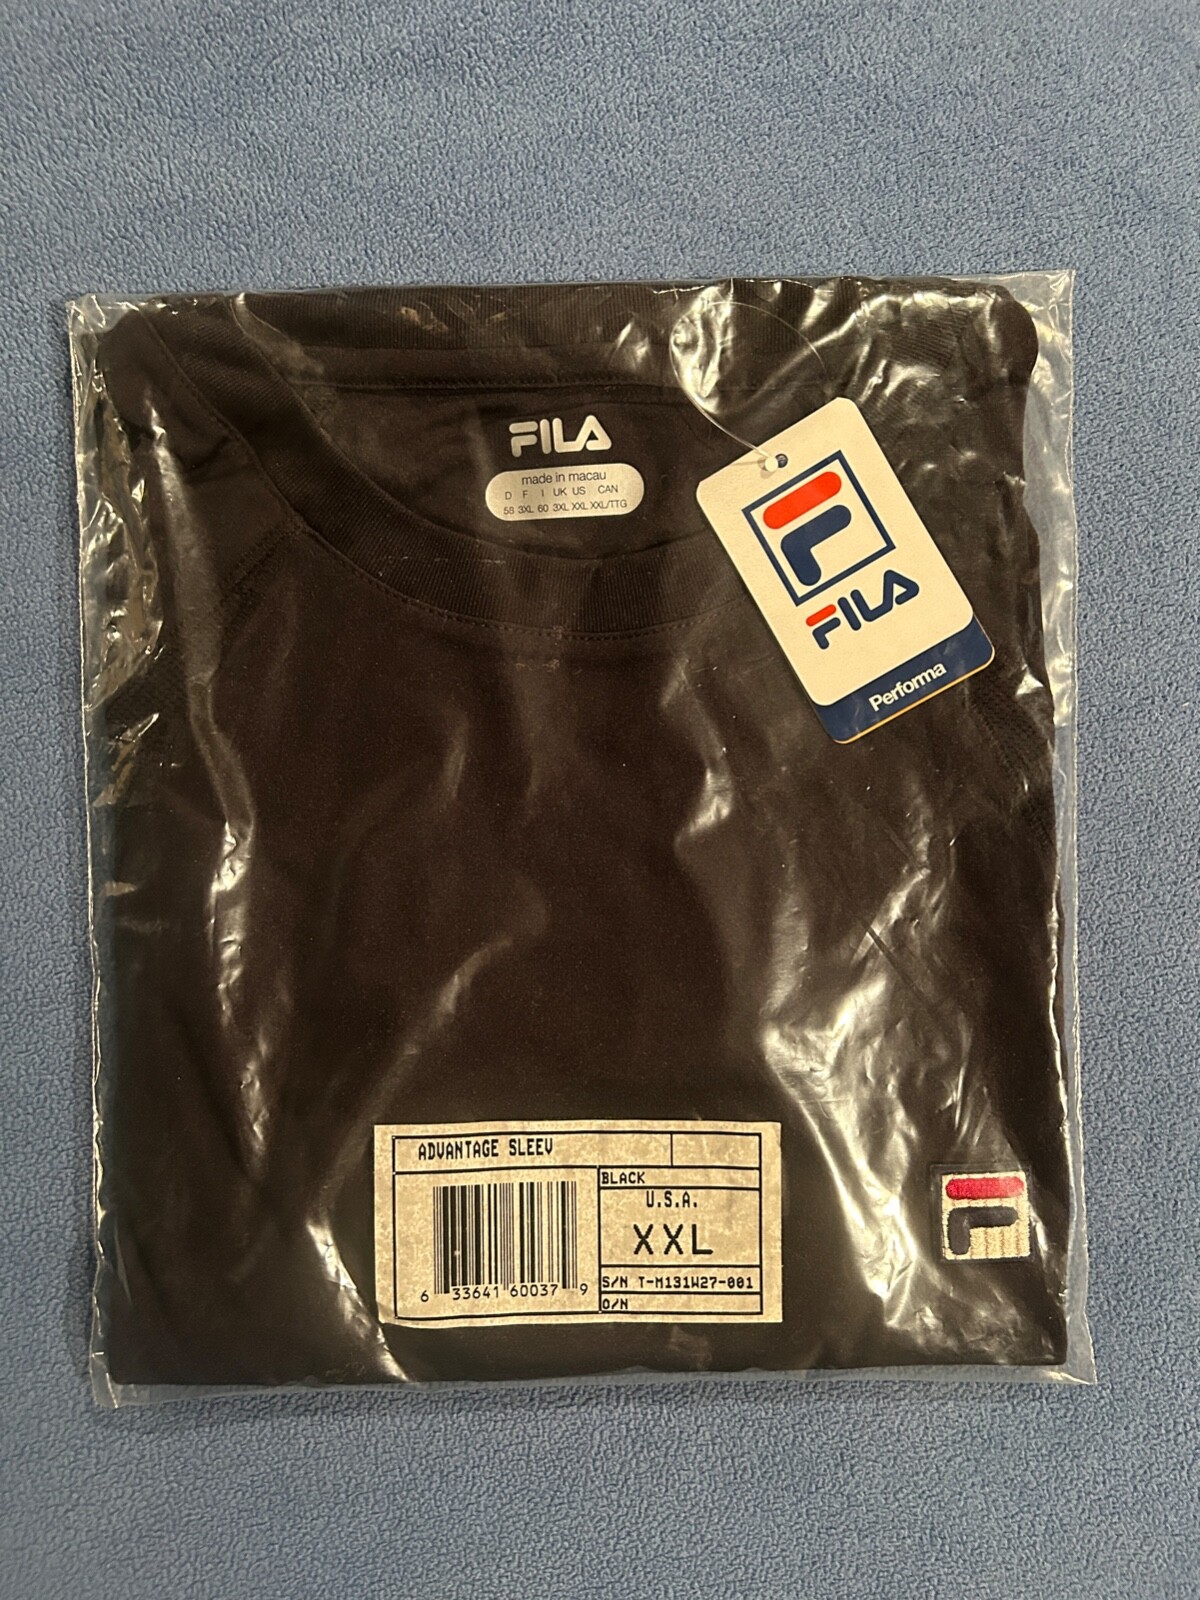 FILA
made in macau
D F I UK US CAN
58 3XL 60 3XL XXL XXL/TTG
FILA
Performa
ADVANTAGE SLEEV
BLACK
U.S.A.
XXL
S/N T-M131W27-001
O/N
6 33641 60037 9